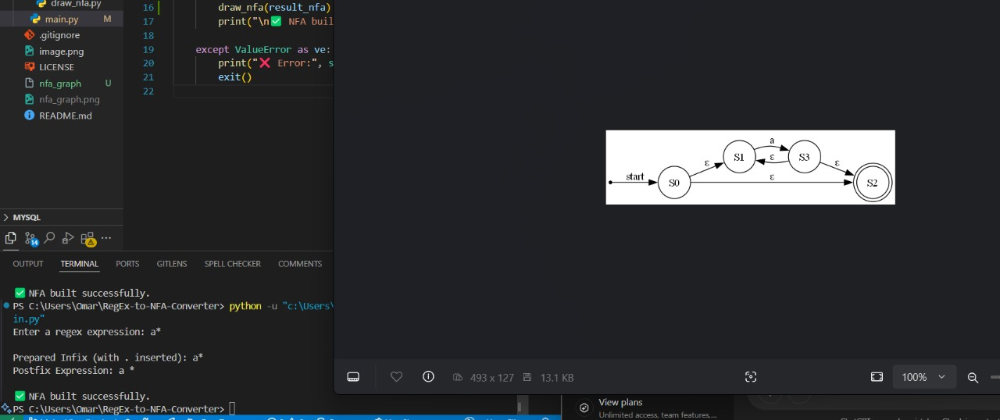 draw_nfa.py
main.py M
.gitignore
image.png
LICENSE
nfa_graph U
nfa_graph.png
README.md
MYSQL
14
16 draw_nfa(result_nfa)
17 print("\n✅ NFA buil
18
19 except ValueError as ve:
20 print("❌ Error:", s
21 exit()
22
OUTPUT TERMINAL PORTS GITLENS SPELL CHECKER COMMENTS
✅ NFA built successfully.
PS C:\Users\Omar\RegEx-to-NFA-Converter> python -u "c:\Users\
in.py"
Enter a regex expression: a*
Prepared Infix (with . inserted): a*
Postfix Expression: a *
✅ NFA built successfully.
PS C:\Users\Omar\RegEx-to-NFA-Converter>
start
S0
ε
S1
a
ε
S3
ε
ε
S2
493 x 127 13.1 KB
100%
View plans
Unlimited access, team features,...